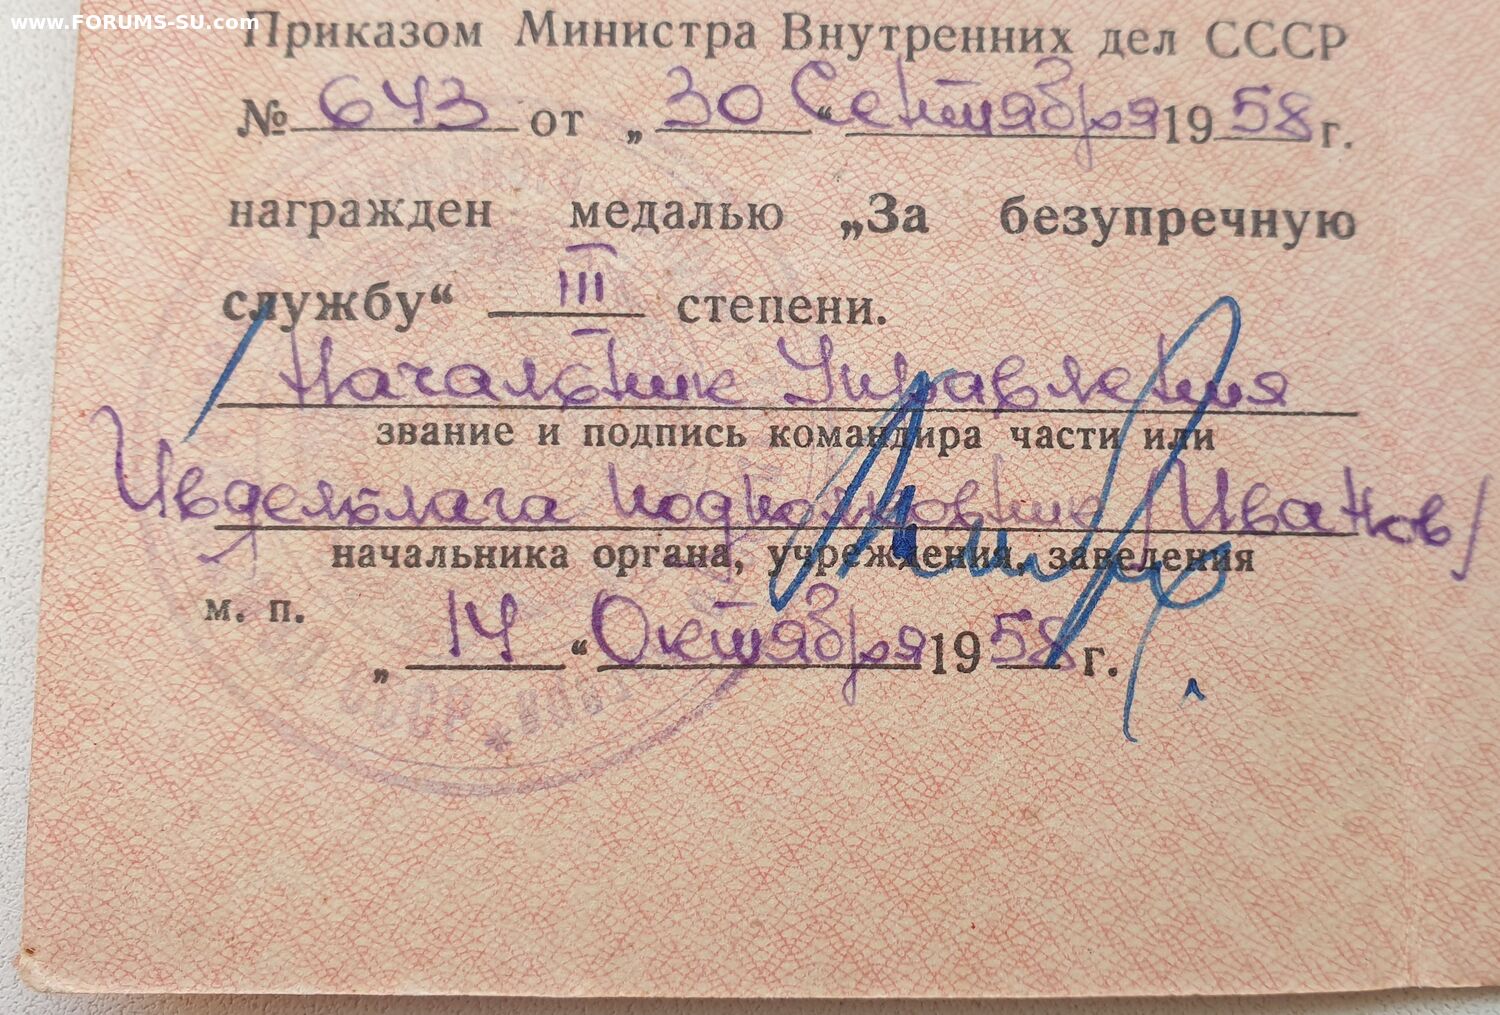 www.FORUMS-SU.com
Приказом Министра Внутренних дел СССР
№ 643 от „30“ Сентября 1958 г.
награжден медалью „За безупречную
службу“ III степени.
Начальник Управления
звание и подпись командира части или
Ивдельлага подполковник /Иванов/
начальника органа, учреждения, заведения
м. п.
„14“ Октября 1958 г.